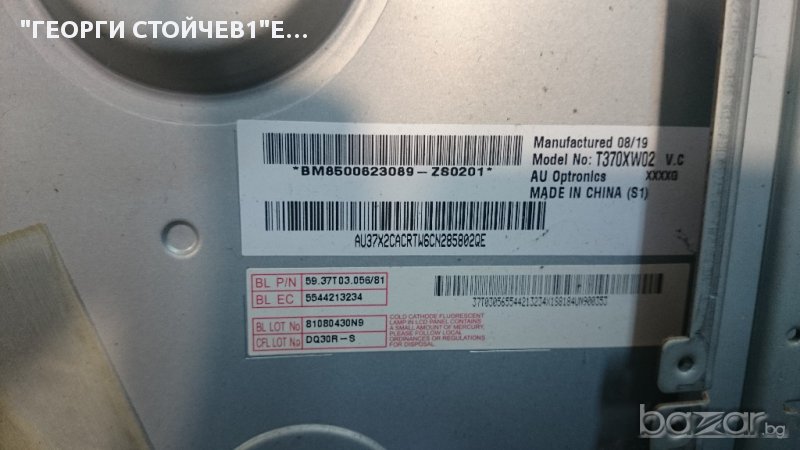 "ГЕОРГИ СТОЙЧЕВ1"Е...
*BM8500623089-ZS0201*
Manufactured 08/19
Model No: T370XW02 V.C
AU Optronics XXXXG
MADE IN CHINA (S1)
AU37X2CACRTW6CN285802QE
BL P/N 59.37T03.056/81
BL EC 5544213234
37T030565544213234X1S8184UN900353
BL LOT No 81080430N9
CFL LOT No DQ30R-S
COLD CATHODE FLUORESCENT
LAMP IN LCD PANEL CONTAINS
A SMALL AMOUNT OF MERCURY,
PLEASE FOLLOW LOCAL
ORDINANCES OR REGULATIONS
FOR DISPOSAL
bazar.bg